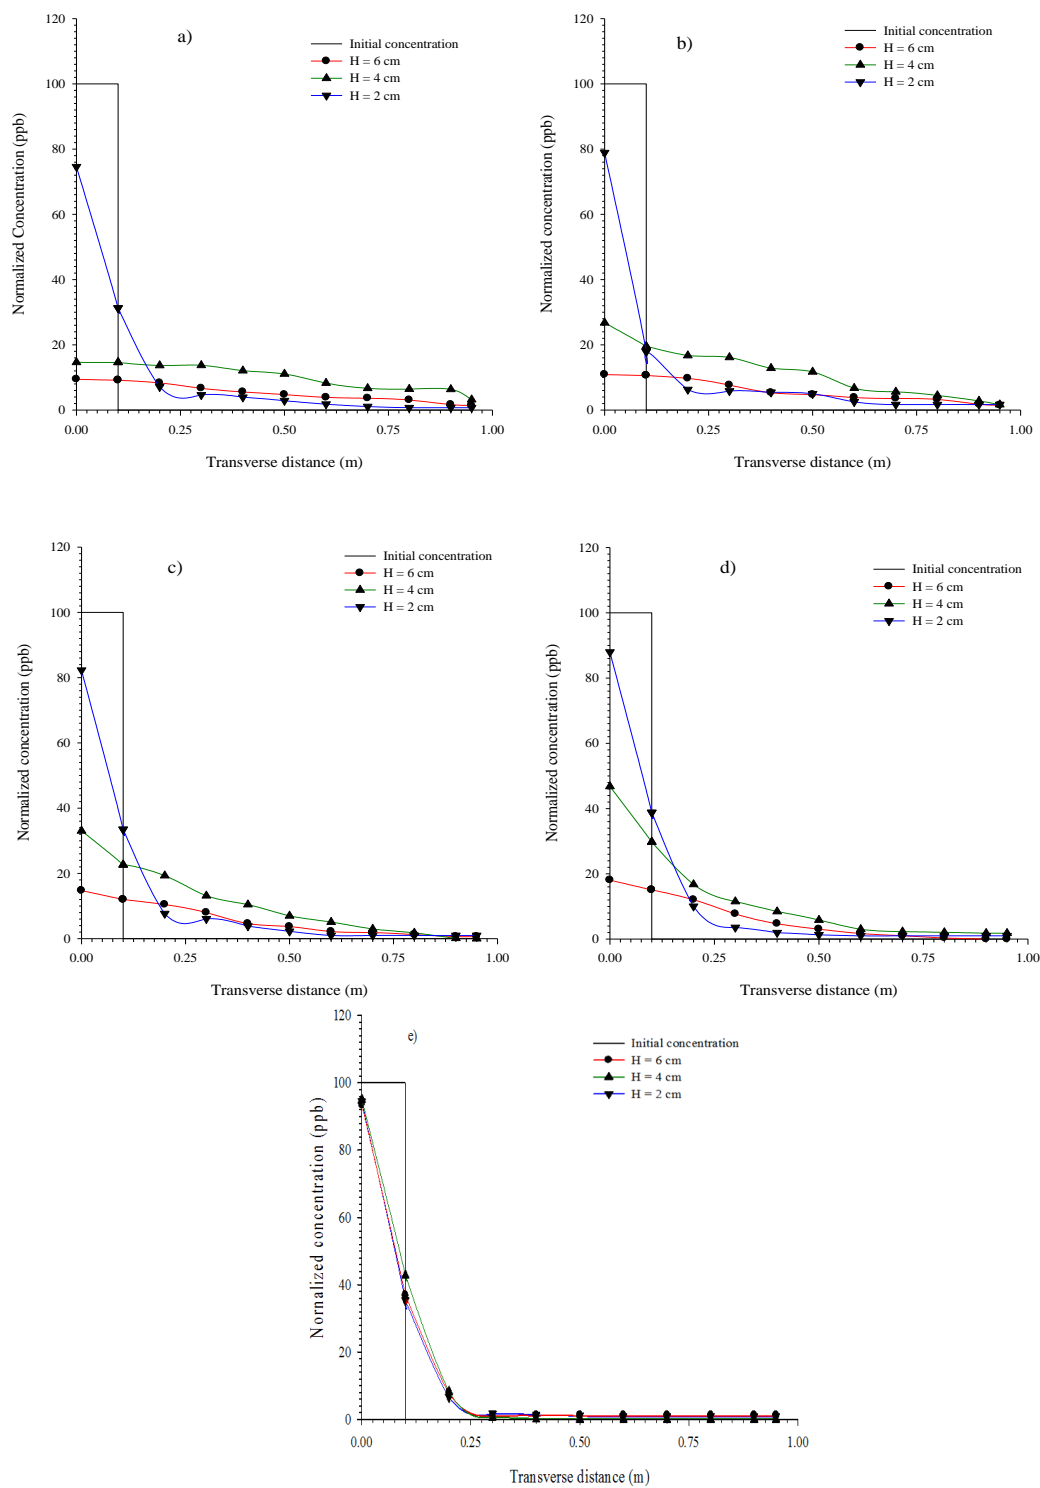 a)
Initial concentration
H = 6 cm
H = 4 cm
H = 2 cm
Normalized Concentration (ppb)
120
100
80
60
40
20
0
0.00 0.25 0.50 0.75 1.00
Transverse distance (m)
b)
Initial concentration
H = 6 cm
H = 4 cm
H = 2 cm
Normalized concentration (ppb)
120
100
80
60
40
20
0
0.00 0.25 0.50 0.75 1.00
Transverse distance (m)
c)
Initial concentration
H = 6 cm
H = 4 cm
H = 2 cm
Normalized concentration (ppb)
120
100
80
60
40
20
0
0.00 0.25 0.50 0.75 1.00
Transverse distance (m)
d)
Initial concentration
H = 6 cm
H = 4 cm
H = 2 cm
Normalized concentration (ppb)
120
100
80
60
40
20
0
0.00 0.25 0.50 0.75 1.00
Transverse distance (m)
e)
Initial concentration
H = 6 cm
H = 4 cm
H = 2 cm
Nornalized concentration (ppb)
120
100
80
60
40
20
0
0.00 0.25 0.50 0.75 1.00
Transverse distance (m)